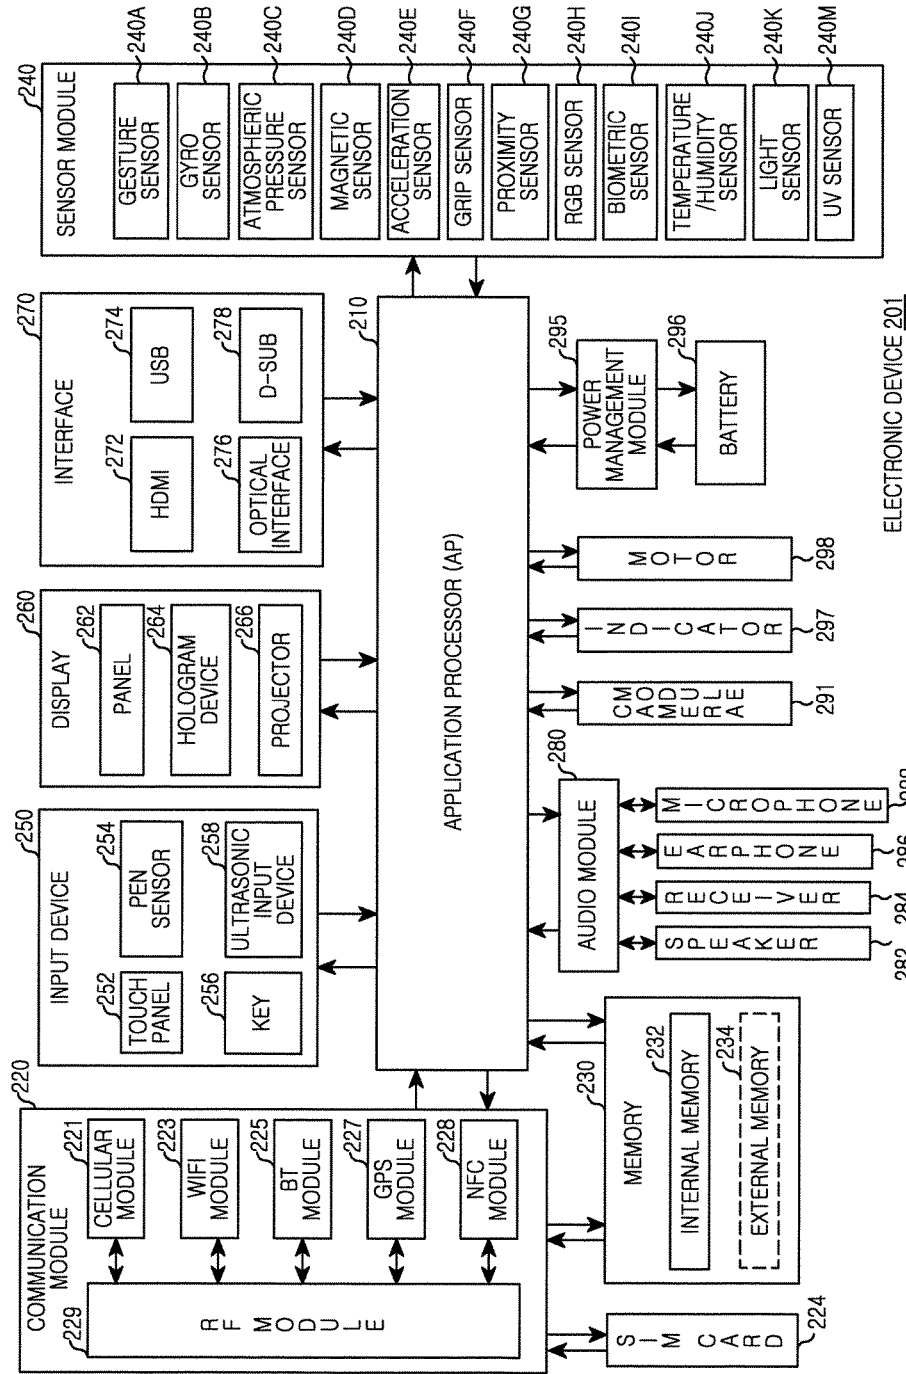 ELECTRONIC DEVICE 201
COMMUNICATION
MODULE
220
229
RF MODULE
221
CELLULAR
MODULE
223
WIFI
MODULE
225
BT
MODULE
227
GPS
MODULE
228
NFC
MODULE
SIM CARD
224
INPUT DEVICE
250
252
TOUCH
PANEL
254
PEN
SENSOR
256
KEY
258
ULTRASONIC
INPUT
DEVICE
DISPLAY
260
262
PANEL
264
HOLOGRAM
DEVICE
266
PROJECTOR
INTERFACE
270
272
HDMI
274
USB
276
OPTICAL
INTERFACE
278
D-SUB
SENSOR MODULE
240
GESTURE
SENSOR
240A
GYRO
SENSOR
240B
ATMOSPHERIC
PRESSURE
SENSOR
240C
MAGNETIC
SENSOR
240D
ACCELERATION
SENSOR
240E
GRIP SENSOR
240F
PROXIMITY
SENSOR
240G
RGB SENSOR
240H
BIOMETRIC
SENSOR
240I
TEMPERATURE
/HUMIDITY
SENSOR
240J
LIGHT
SENSOR
240K
UV SENSOR
240M
APPLICATION PROCESSOR (AP)
210
230
MEMORY
232
INTERNAL MEMORY
234
EXTERNAL MEMORY
280
AUDIO MODULE
SPEAKER
282
RECEIVER
284
EARPHONE
286
MICROPHONE
CAMERA
MODULE
291
INDICATOR
297
MOTOR
298
295
POWER
MANAGEMENT
MODULE
296
BATTERY